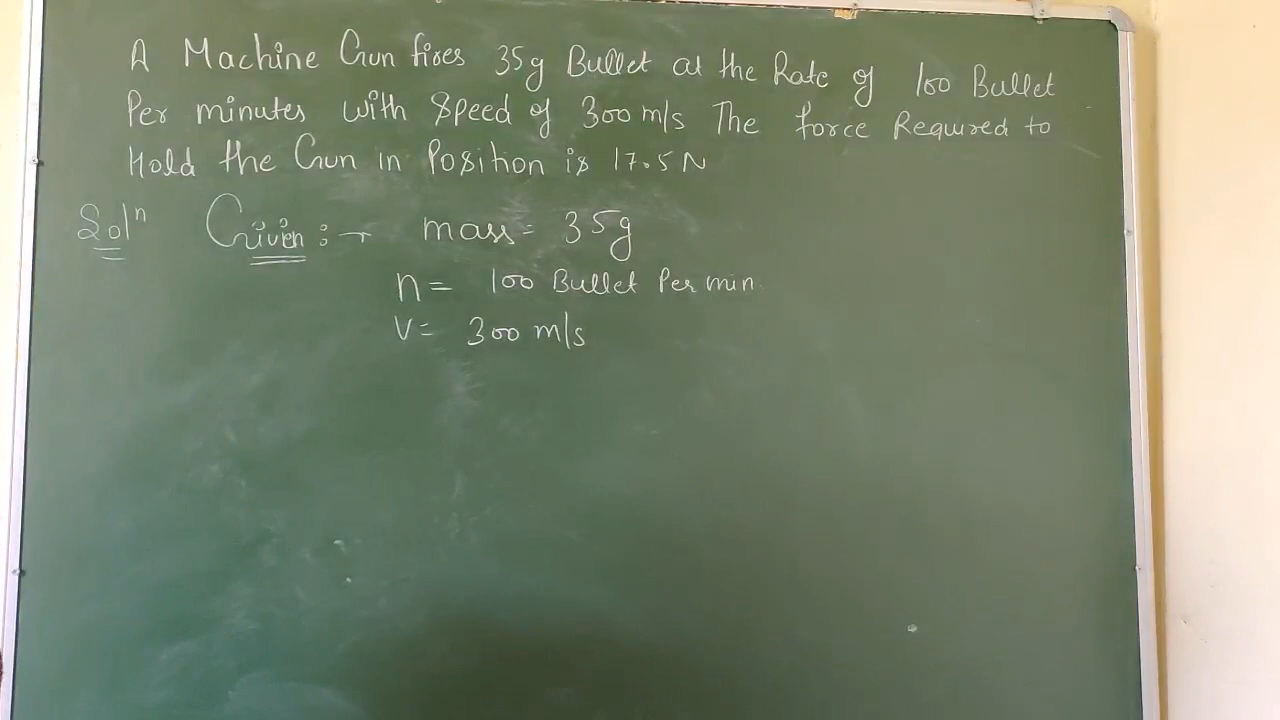 A Machine Gun fires 35g Bullet at the Rate of 100 Bullet
Per minutes with Speed of 300 m/s The force Required to
Hold the Gun in Position is 17.5 N
Solⁿ Given :→ mass = 35g
n = 100 Bullet Per min.
V = 300 m/s